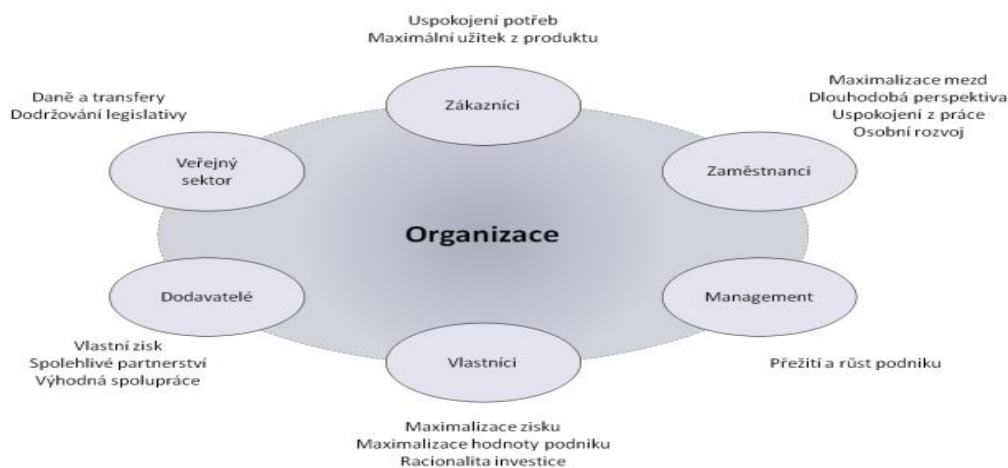 Uspokojení potřeb
Maximální užitek z produktu
Zákazníci
Daně a transfery
Dodržování legislativy
Veřejný
sektor
Maximalizace mezd
Dlouhodobá perspektiva
Uspokojení z práce
Osobní rozvoj
Zaměstnanci
Organizace
Dodavatelé
Vlastní zisk
Spolehlivé partnerství
Výhodná spolupráce
Management
Přežití a růst podniku
Vlastníci
Maximalizace zisku
Maximalizace hodnoty podniku
Racionalita investice